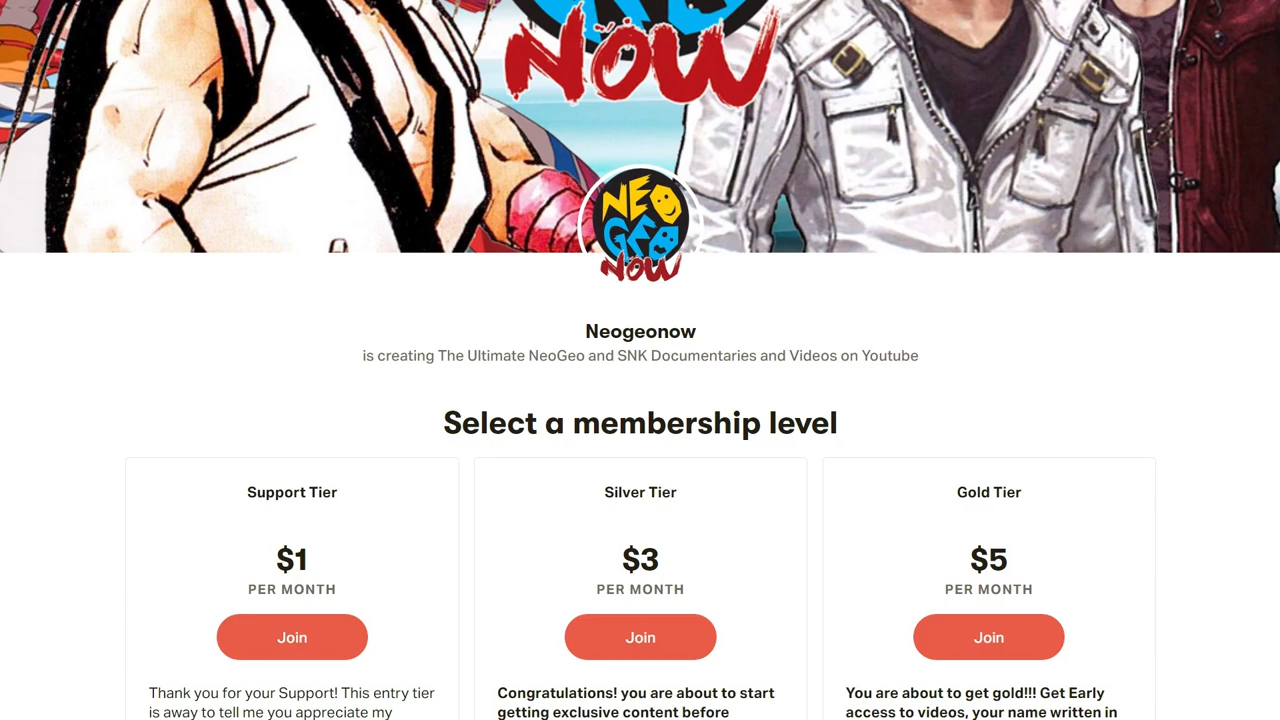 NOW
NEO
GEO
NOW
Neogeonow
is creating The Ultimate NeoGeo and SNK Documentaries and Videos on Youtube
Select a membership level
Support Tier
$1
PER MONTH
Join
Thank you for your Support! This entry tier
is away to tell me you appreciate my
Silver Tier
$3
PER MONTH
Join
Congratulations! you are about to start
getting exclusive content before
Gold Tier
$5
PER MONTH
Join
You are about to get gold!!! Get Early
access to videos, your name written in